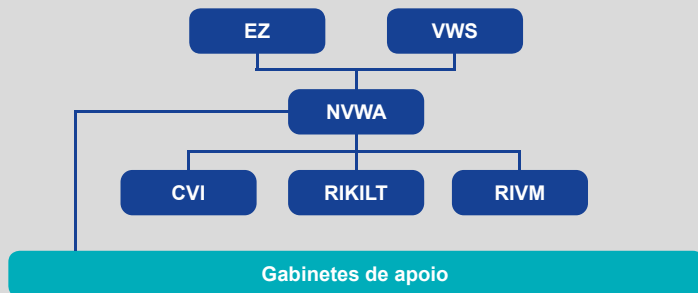 EZ
VWS
NVWA
CVI
RIKILT
RIVM
Gabinetes de apoio